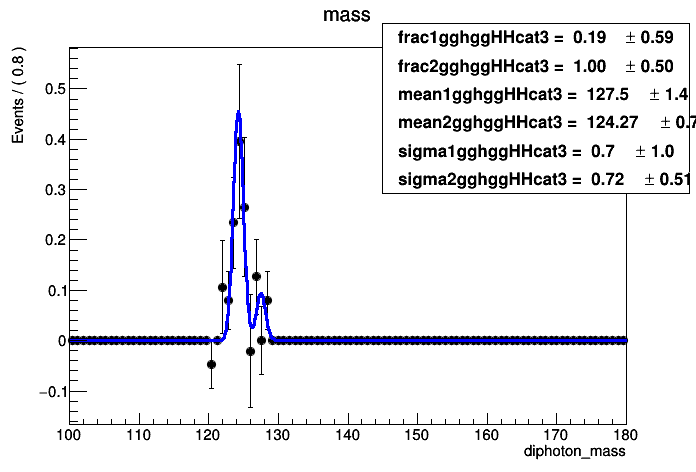 mass
frac1gghggHHcat3 = 0.19 ± 0.59
frac2gghggHHcat3 = 1.00 ± 0.50
mean1gghggHHcat3 = 127.5 ± 1.4
mean2gghggHHcat3 = 124.27 ± 0.7
sigma1gghggHHcat3 = 0.7 ± 1.0
sigma2gghggHHcat3 = 0.72 ± 0.51
Events / ( 0.8 )
0.5
0.4
0.3
0.2
0.1
0
−0.1
100 110 120 130 140 150 160 170 180
diphoton_mass